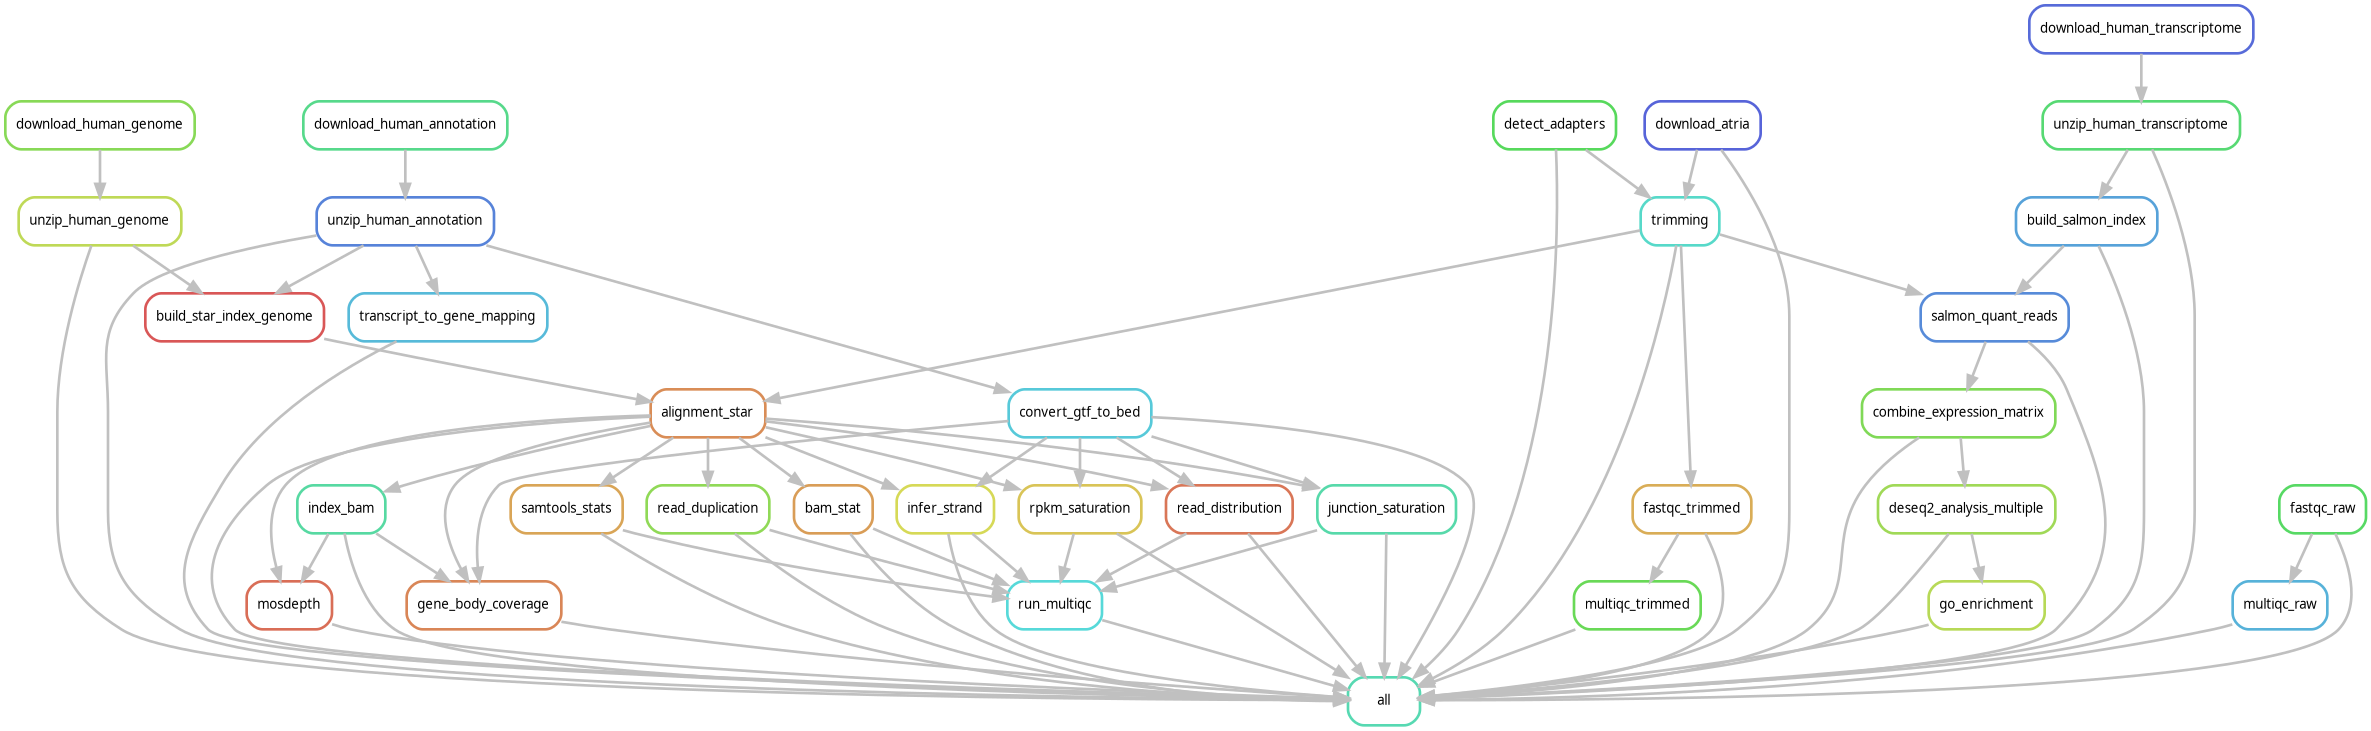 download_human_transcriptome
download_human_genome
download_human_annotation
detect_adapters
download_atria
unzip_human_transcriptome
unzip_human_genome
unzip_human_annotation
trimming
build_salmon_index
build_star_index_genome
transcript_to_gene_mapping
salmon_quant_reads
alignment_star
convert_gtf_to_bed
combine_expression_matrix
index_bam
samtools_stats
read_duplication
bam_stat
infer_strand
rpkm_saturation
read_distribution
junction_saturation
fastqc_trimmed
deseq2_analysis_multiple
fastqc_raw
mosdepth
gene_body_coverage
run_multiqc
multiqc_trimmed
go_enrichment
multiqc_raw
all